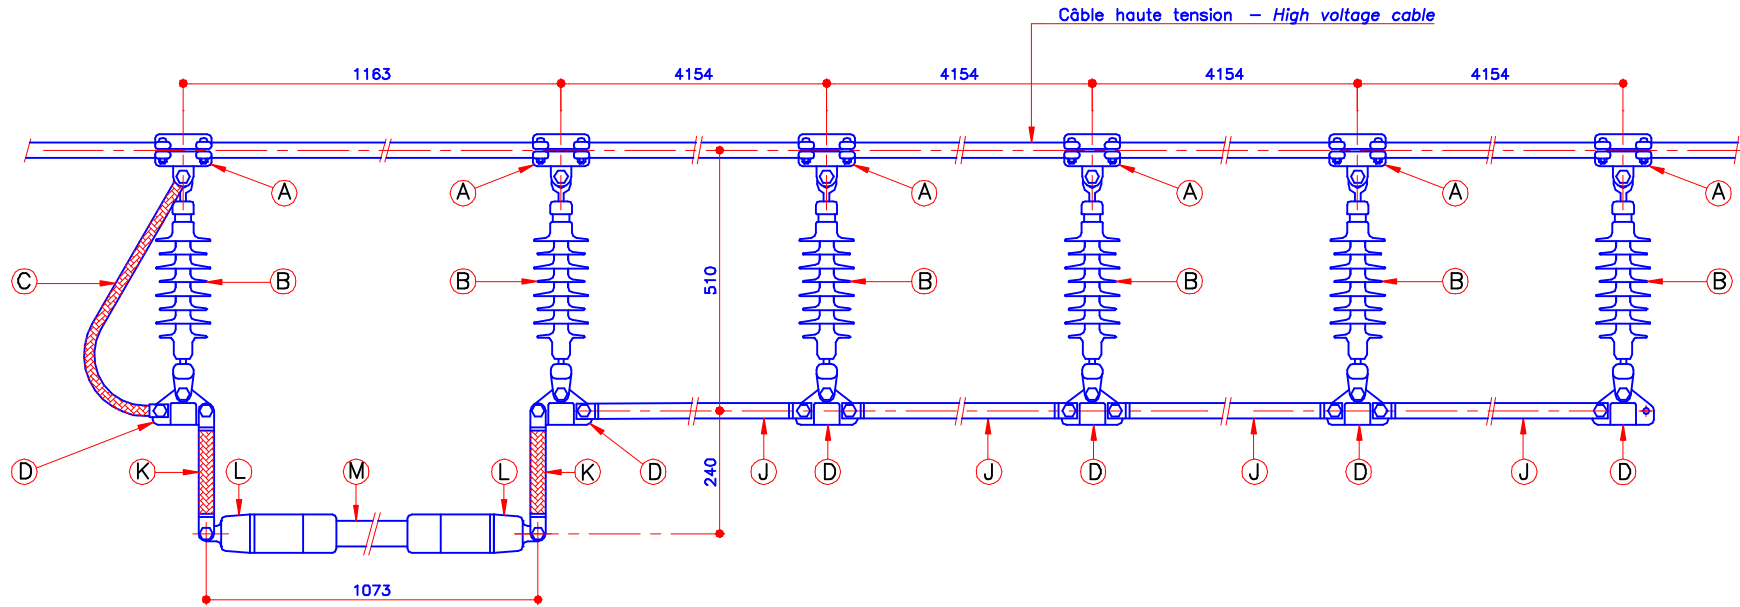 Câble haute tension – High voltage cable
1163 4154 4154 4154 4154
A A A A A A
C B B B B B B
510
D K L M L K D J D J D J D J D
240
1073